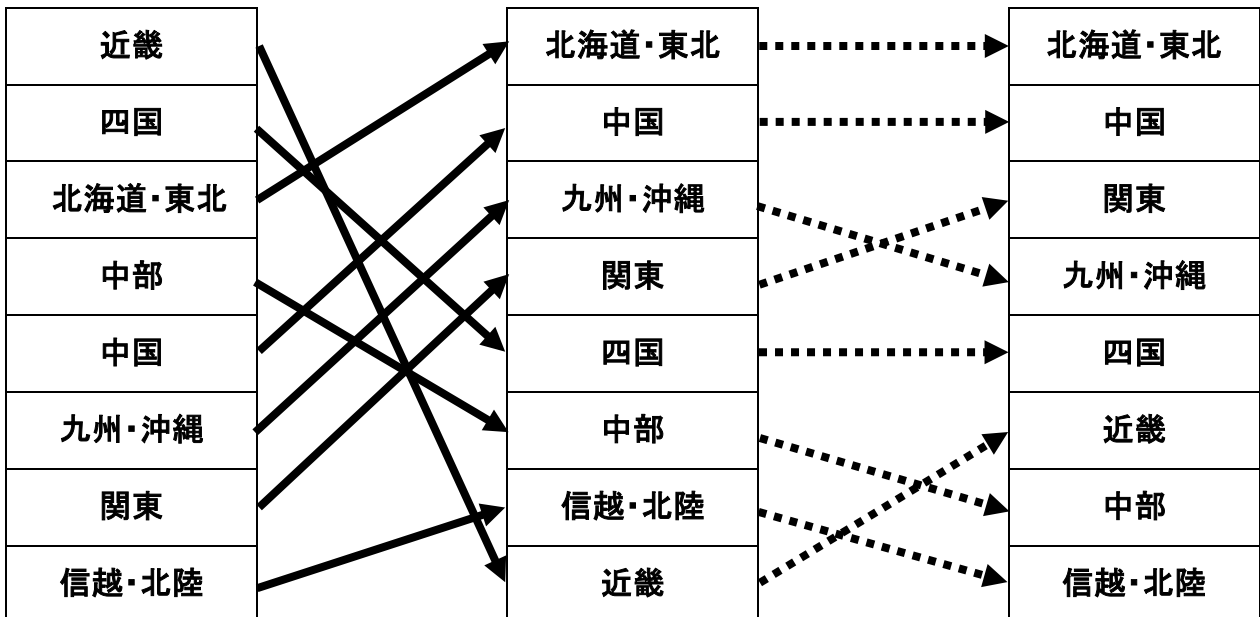 近畿
四国
北海道・東北
中部
中国
九州・沖縄
関東
信越・北陸
北海道・東北
中国
九州・沖縄
関東
四国
中部
信越・北陸
近畿
北海道・東北
中国
関東
九州・沖縄
四国
近畿
中部
信越・北陸